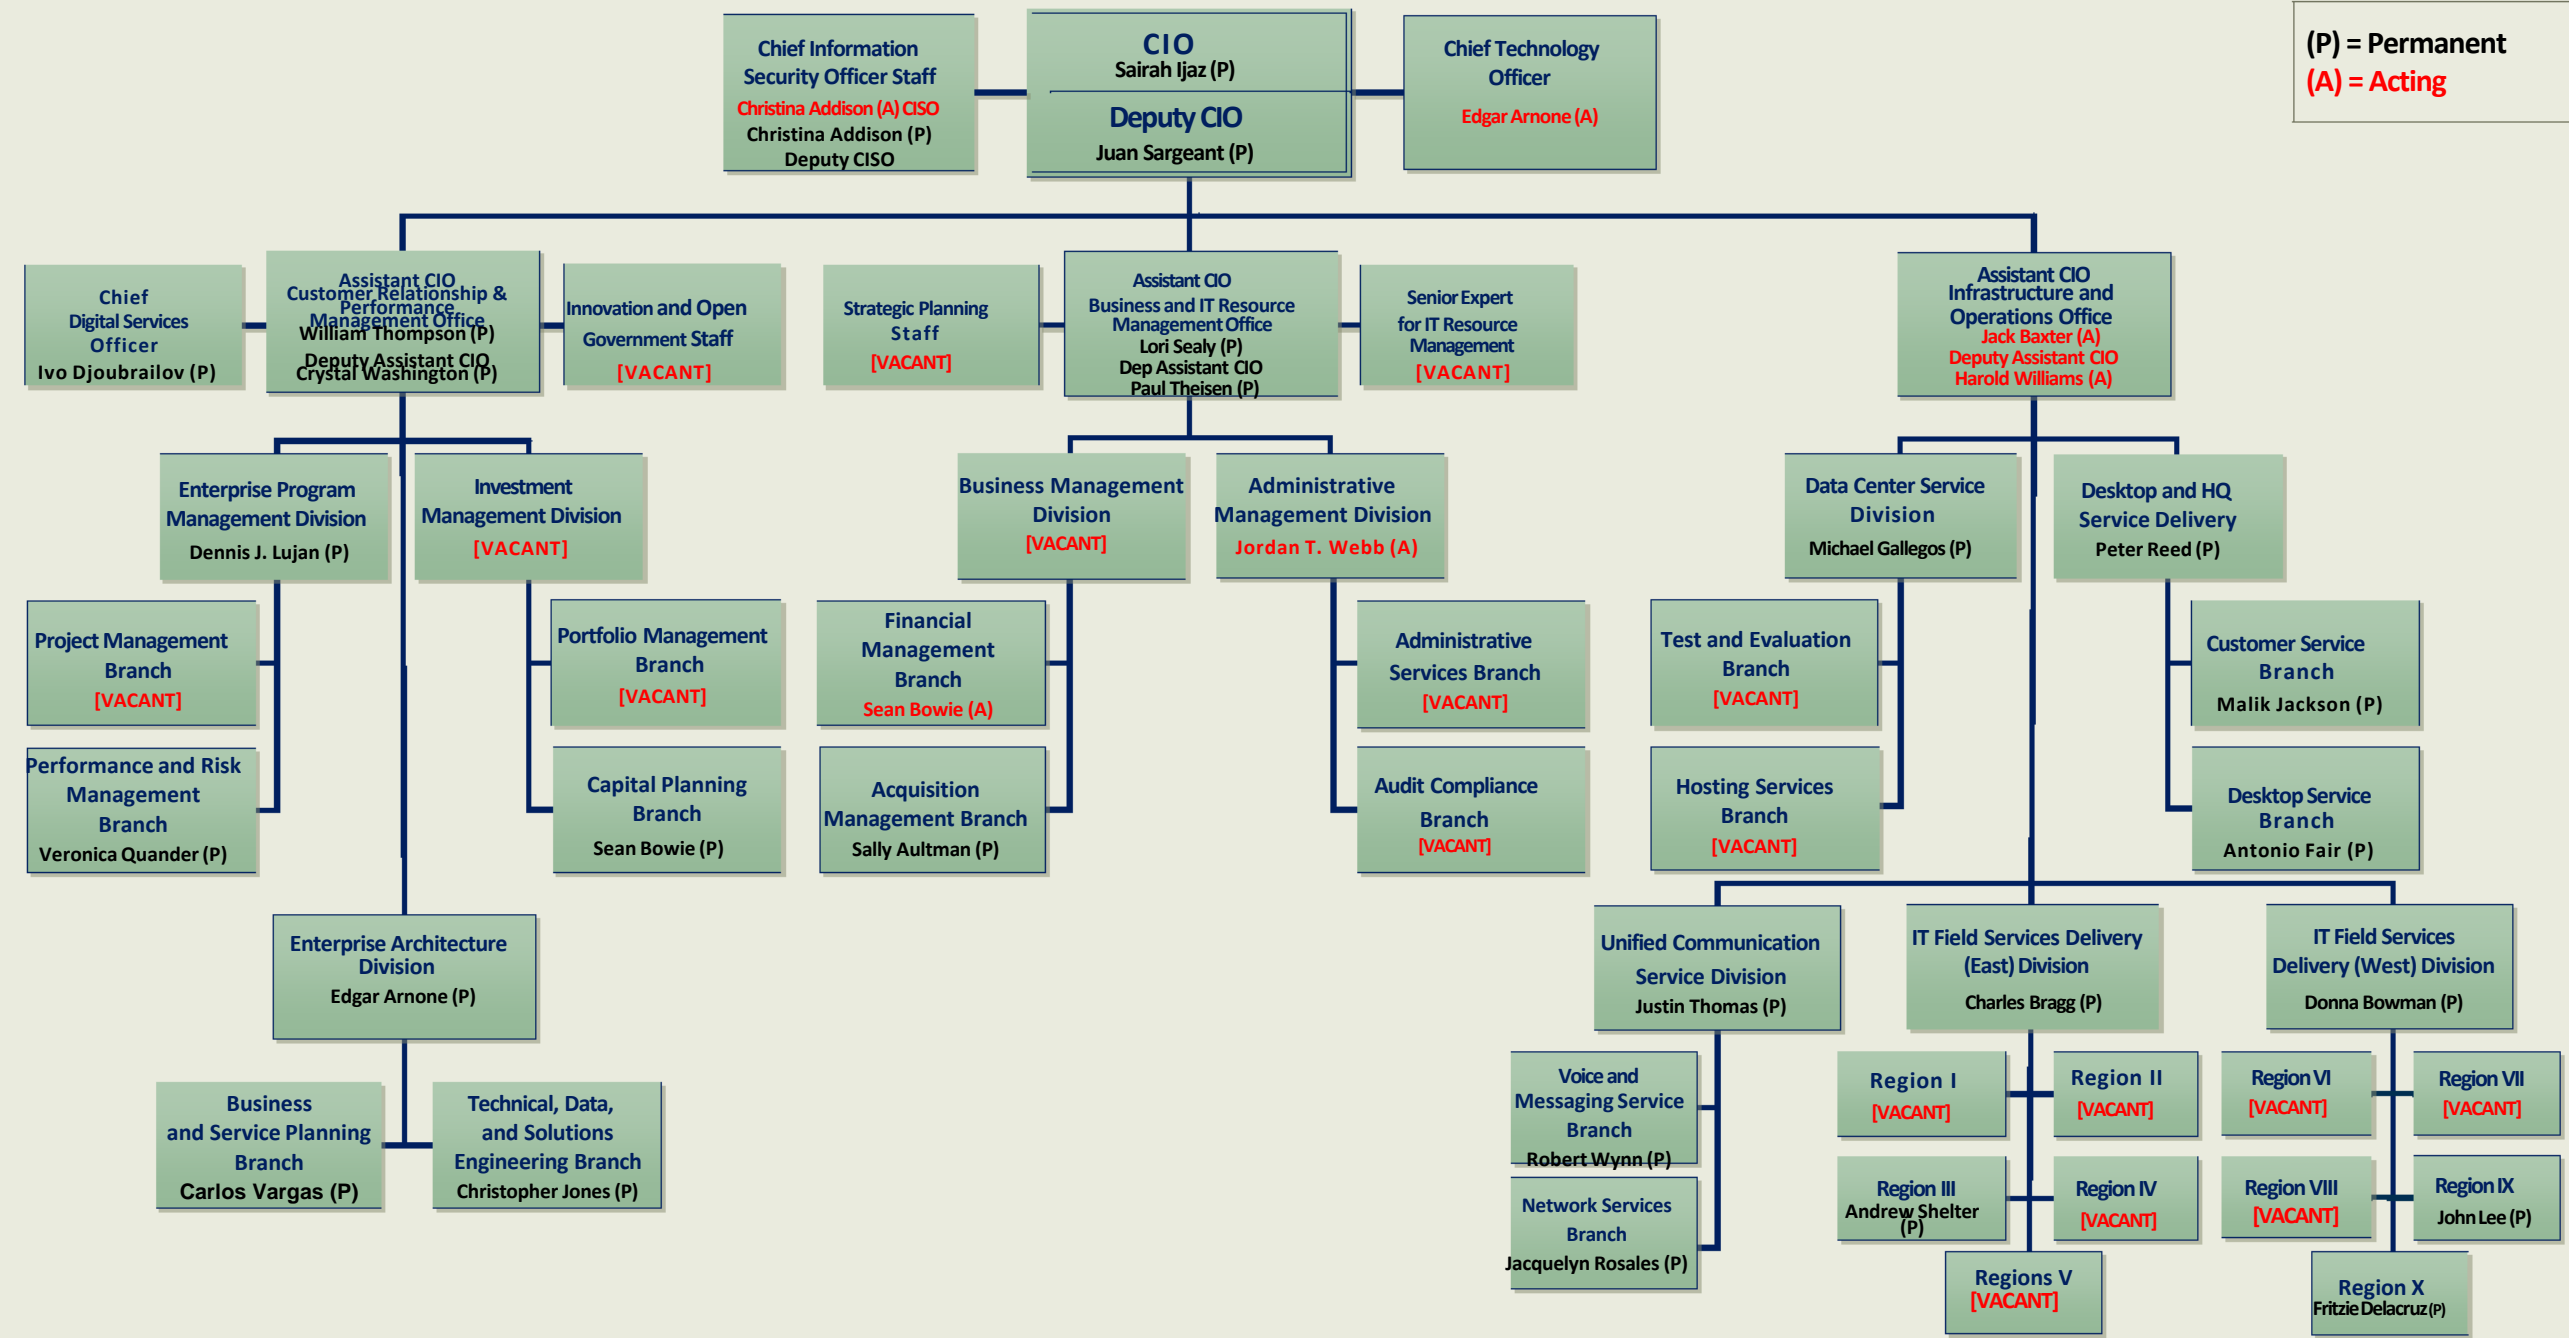 Chief Information
Security Officer Staff
Christina Addison (A) CISO
Christina Addison (P)
Deputy CISO
CIO
Sairah Ijaz (P)
Deputy CIO
Juan Sargeant (P)
Chief Technology
Officer
Edgar Arnone (A)
(P) = Permanent
(A) = Acting
Chief
Digital Services
Officer
Ivo Djoubrailov (P)
Assistant CIO
Customer Relationship &
Performance
Management Office
William Thompson (P)
Deputy Assistant CIO
Crystal Washington (P)
Innovation and Open
Government Staff
[VACANT]
Strategic Planning
Staff
[VACANT]
Assistant CIO
Business and IT Resource
Management Office
Lori Sealy (P)
Dep Assistant CIO
Paul Theisen (P)
Senior Expert
for IT Resource
Management
[VACANT]
Assistant CIO
Infrastructure and
Operations Office
Jack Baxter (A)
Deputy Assistant CIO
Harold Williams (A)
Enterprise Program
Management Division
Dennis J. Lujan (P)
Investment
Management Division
[VACANT]
Business Management
Division
[VACANT]
Administrative
Management Division
Jordan T. Webb (A)
Data Center Service
Division
Michael Gallegos (P)
Desktop and HQ
Service Delivery
Peter Reed (P)
Project Management
Branch
[VACANT]
Portfolio Management
Branch
[VACANT]
Financial
Management
Branch
Sean Bowie (A)
Administrative
Services Branch
[VACANT]
Test and Evaluation
Branch
[VACANT]
Customer Service
Branch
Malik Jackson (P)
Performance and Risk
Management
Branch
Veronica Quander (P)
Capital Planning
Branch
Sean Bowie (P)
Acquisition
Management Branch
Sally Aultman (P)
Audit Compliance
Branch
[VACANT]
Hosting Services
Branch
[VACANT]
Desktop Service
Branch
Antonio Fair (P)
Enterprise Architecture
Division
Edgar Arnone (P)
Unified Communication
Service Division
Justin Thomas (P)
IT Field Services Delivery
(East) Division
Charles Bragg (P)
IT Field Services
Delivery (West) Division
Donna Bowman (P)
Business
and Service Planning
Branch
Carlos Vargas (P)
Technical, Data,
and Solutions
Engineering Branch
Christopher Jones (P)
Voice and
Messaging Service
Branch
Robert Wynn (P)
Network Services
Branch
Jacquelyn Rosales (P)
Region I
[VACANT]
Region II
[VACANT]
Region III
Andrew Shelter
(P)
Region IV
[VACANT]
Regions V
[VACANT]
Region VI
[VACANT]
Region VII
[VACANT]
Region VIII
[VACANT]
Region IX
John Lee (P)
Region X
Fritzie Delacruz (P)